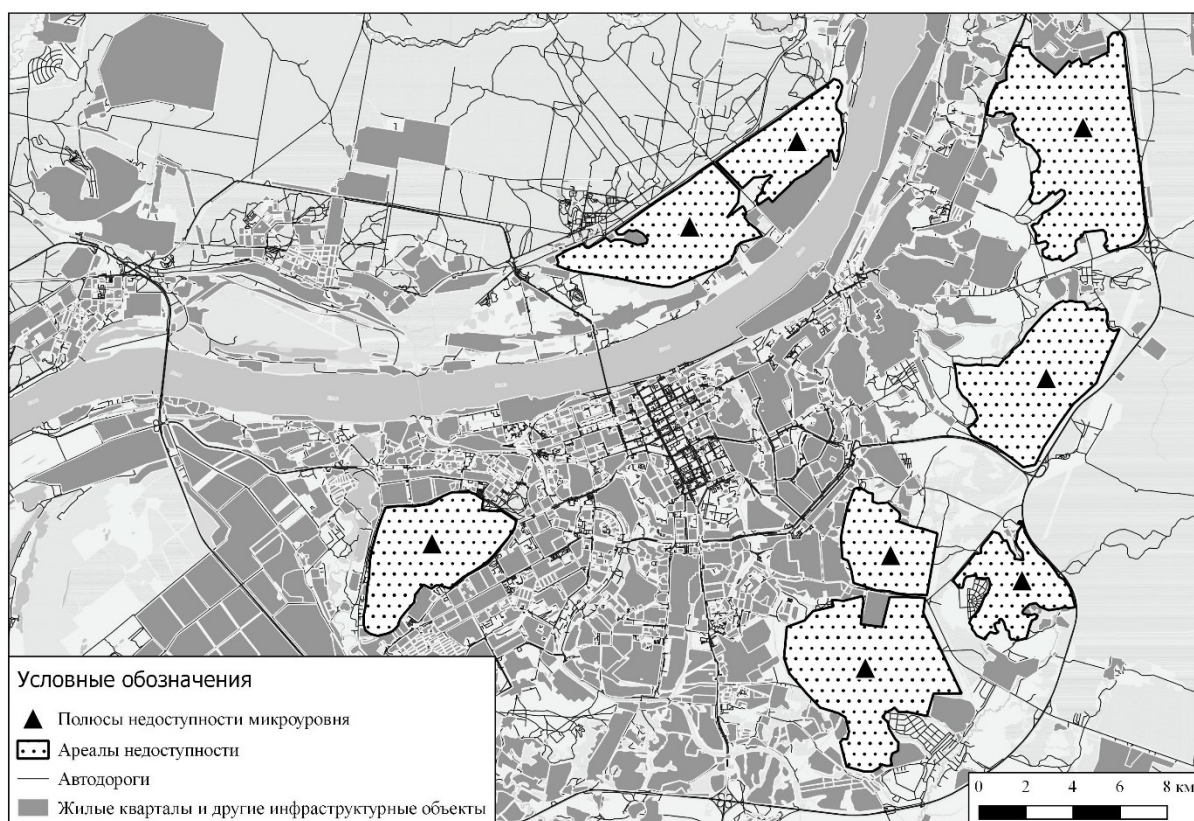 Условные обозначения
Полюсы недоступности микроуровня
Ареалы недоступности
Автодороги
Жилые кварталы и другие инфраструктурные объекты
0 2 4 6 8 км